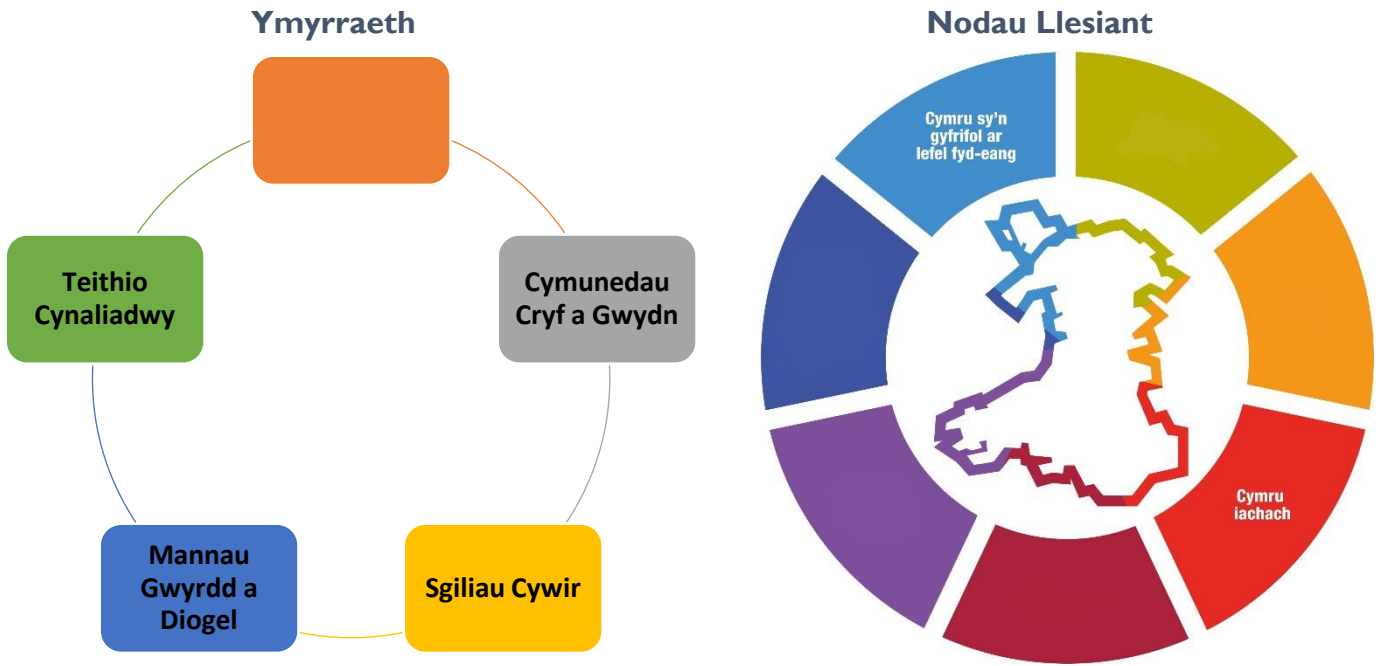 Ymyrraeth
Teithio
Cynaliadwy
Cymunedau
Cryf a Gwydn
Mannau
Gwyrdd a
Diogel
Sgiliau Cywir
Nodau Llesiant
Cymru sy'n
gyfrifol ar
lefel fyd-eang
Cymru
iachach